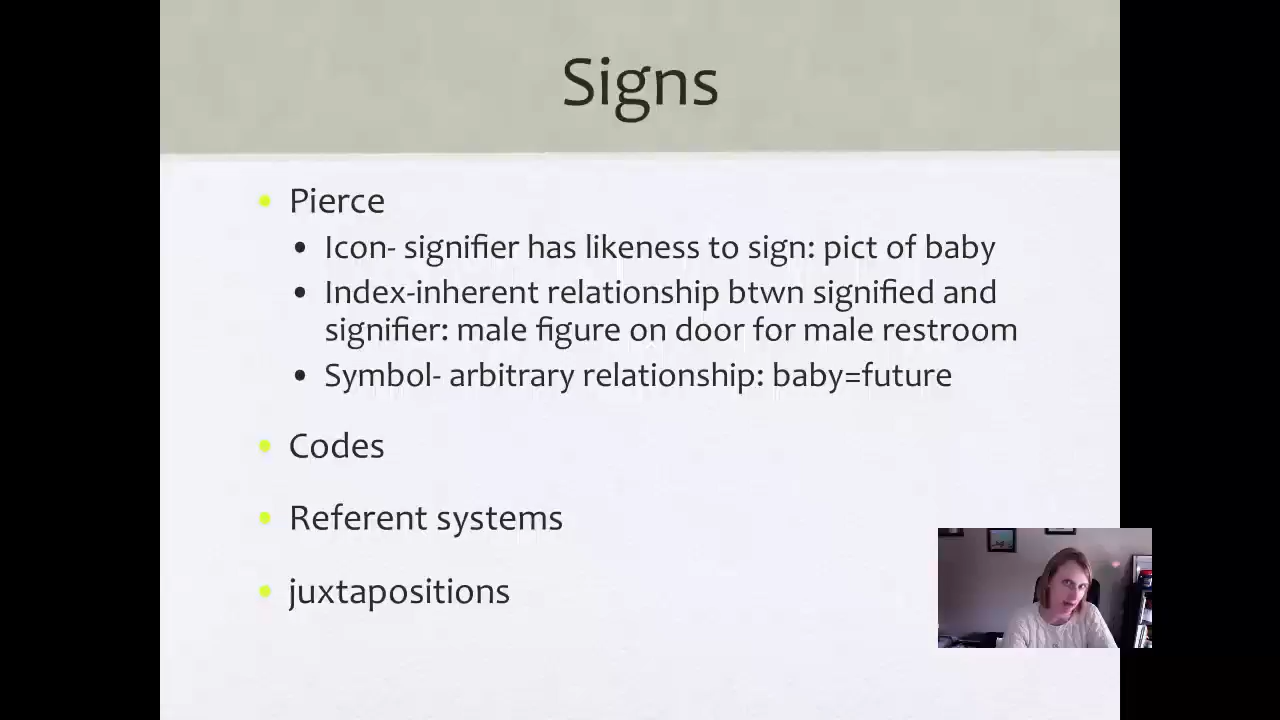 Signs
Pierce
Icon- signifier has likeness to sign: pict of baby
Index-inherent relationship btwn signified and
signifier: male figure on door for male restroom
Symbol- arbitrary relationship: baby=future
Codes
Referent systems
juxtapositions